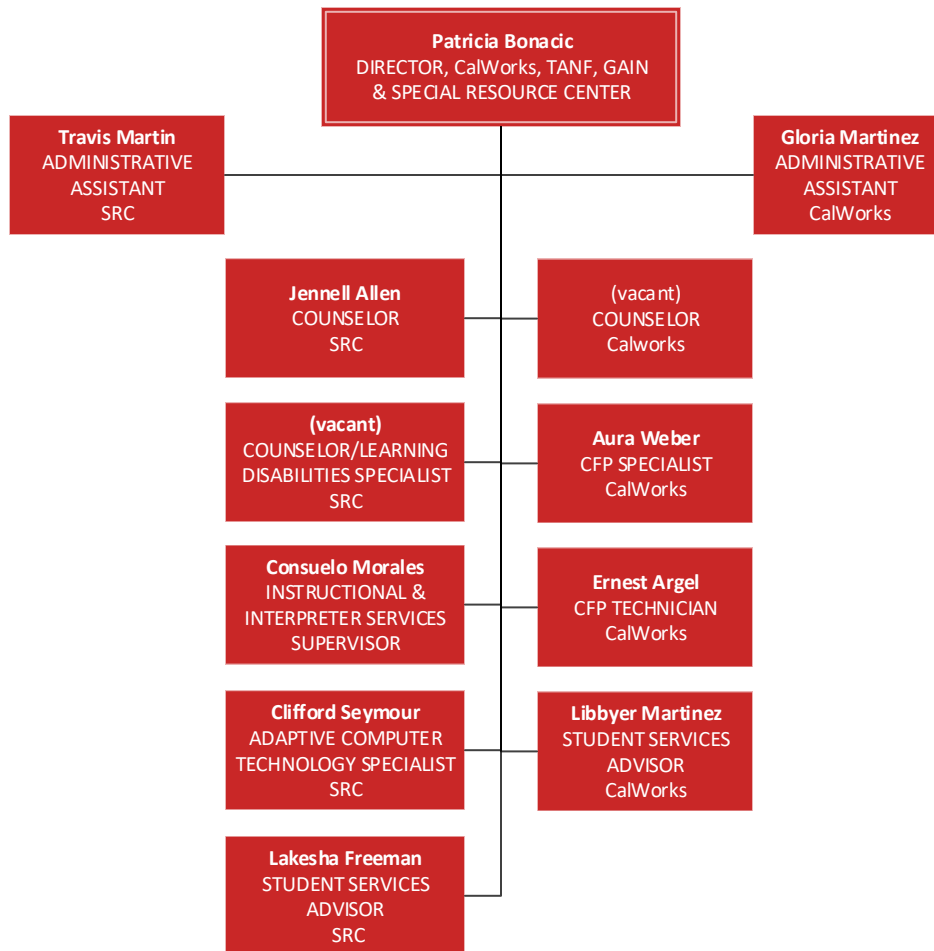 Patricia Bonacic
DIRECTOR, CalWorks, TANF, GAIN
& SPECIAL RESOURCE CENTER
Travis Martin
ADMINISTRATIVE
ASSISTANT
SRC
Gloria Martinez
ADMINISTRATIVE
ASSISTANT
CalWorks
Jennell Allen
COUNSELOR
SRC
(vacant)
COUNSELOR
Calworks
(vacant)
COUNSELOR/LEARNING
DISABILITIES SPECIALIST
SRC
Aura Weber
CFP SPECIALIST
CalWorks
Consuelo Morales
INSTRUCTIONAL &
INTERPRETER SERVICES
SUPERVISOR
Ernest Argel
CFP TECHNICIAN
CalWorks
Clifford Seymour
ADAPTIVE COMPUTER
TECHNOLOGY SPECIALIST
SRC
Libbyer Martinez
STUDENT SERVICES
ADVISOR
CalWorks
Lakesha Freeman
STUDENT SERVICES
ADVISOR
SRC